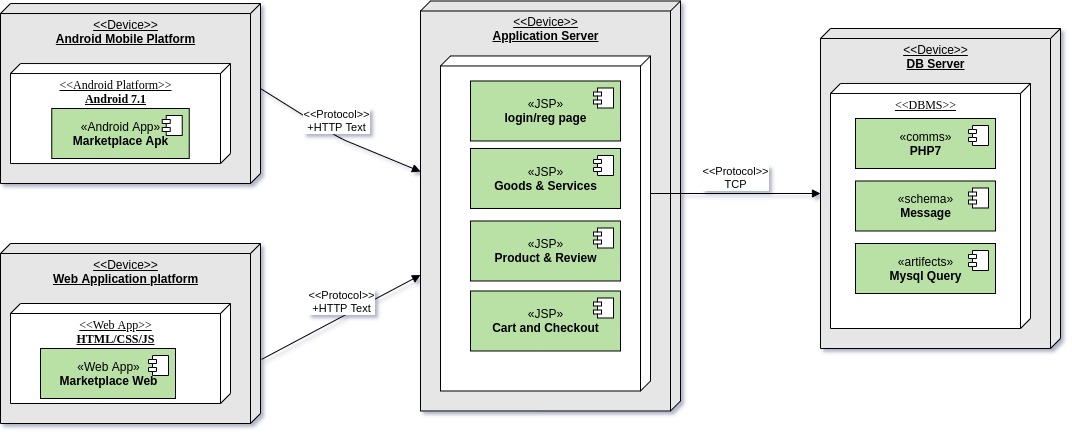 <<Device>>
Android Mobile Platform
<<Android Platform>>
Android 7.1
«Android App»
Marketplace Apk
<<Device>>
Web Application platform
<<Web App>>
HTML/CSS/JS
«Web App»
Marketplace Web
<<Protocol>>
+HTTP Text
<<Protocol>>
+HTTP Text
<<Device>>
Application Server
«JSP»
login/reg page
«JSP»
Goods & Services
«JSP»
Product & Review
«JSP»
Cart and Checkout
<<Protocol>>
TCP
<<Device>>
DB Server
<<DBMS>>
«comms»
PHP7
«schema»
Message
«artifects»
Mysql Query